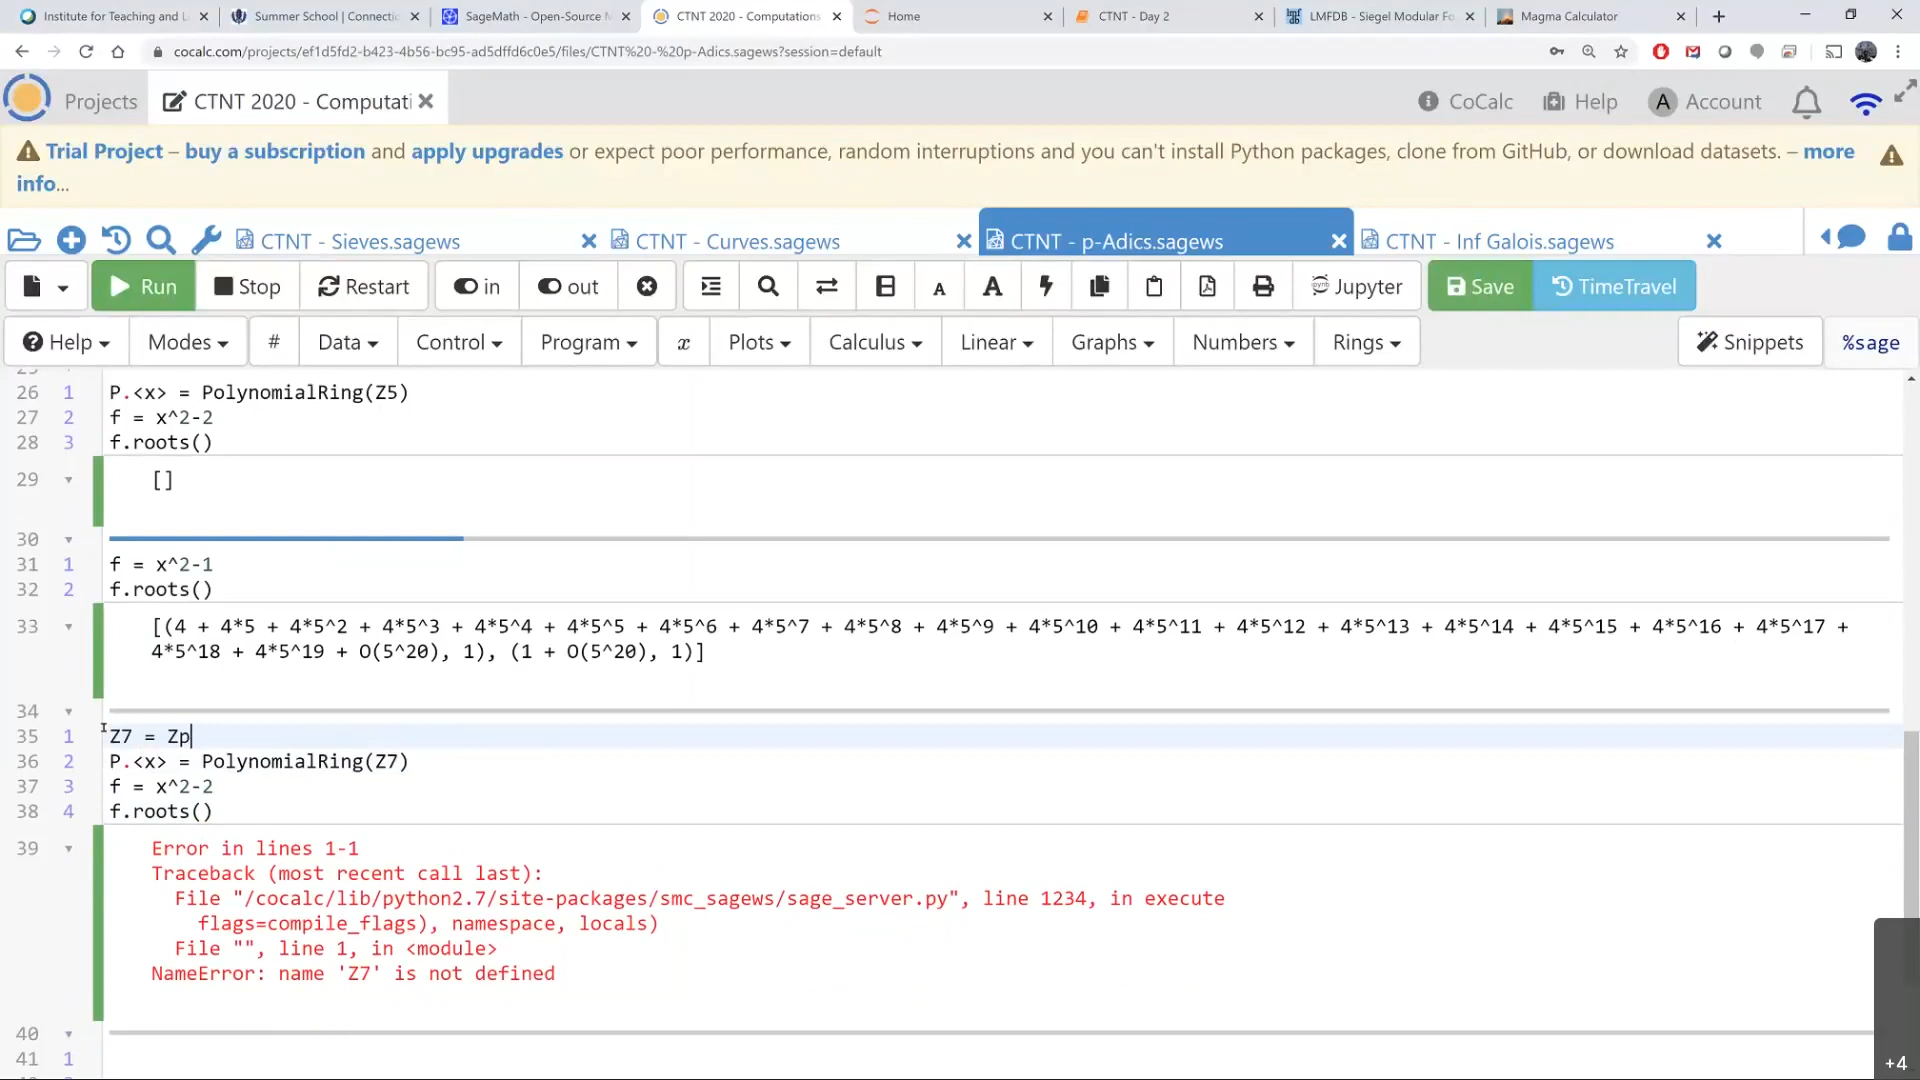 Institute for Teaching and L
Summer School | Connectic
SageMath - Open-Source M
CTNT 2020 - Computations
Home
CTNT - Day 2
LMFDB - Siegel Modular Fo
Magma Calculator
cocalc.com/projects/ef1d5fd2-b423-4b56-bc95-ad5dffd6c0e5/files/CTNT%20-%20p-Adics.sagews?session=default
Projects
CTNT 2020 - Computati
CoCalc
Help
A Account
Trial Project – buy a subscription and apply upgrades or expect poor performance, random interruptions and you can't install Python packages, clone from GitHub, or download datasets. – more
info...
CTNT - Sieves.sagews
CTNT - Curves.sagews
CTNT - p-Adics.sagews
CTNT - Inf Galois.sagews
Run
Stop
Restart
in
out
A
A
Jupyter
Save
TimeTravel
Help
Modes
#
Data
Control
Program
x
Plots
Calculus
Linear
Graphs
Numbers
Rings
Snippets
%sage
25
26 1 P.<x> = PolynomialRing(Z5)
27 2 f = x^2-2
28 3 f.roots()
29 []
30
31 1 f = x^2-1
32 2 f.roots()
33 [(4 + 4*5 + 4*5^2 + 4*5^3 + 4*5^4 + 4*5^5 + 4*5^6 + 4*5^7 + 4*5^8 + 4*5^9 + 4*5^10 + 4*5^11 + 4*5^12 + 4*5^13 + 4*5^14 + 4*5^15 + 4*5^16 + 4*5^17 +
4*5^18 + 4*5^19 + O(5^20), 1), (1 + O(5^20), 1)]
34
35 1 Z7 = Zp
36 2 P.<x> = PolynomialRing(Z7)
37 3 f = x^2-2
38 4 f.roots()
39 Error in lines 1-1
Traceback (most recent call last):
File "/cocalc/lib/python2.7/site-packages/smc_sagews/sage_server.py", line 1234, in execute
flags=compile_flags), namespace, locals)
File "", line 1, in <module>
NameError: name 'Z7' is not defined
40
41 1
+4